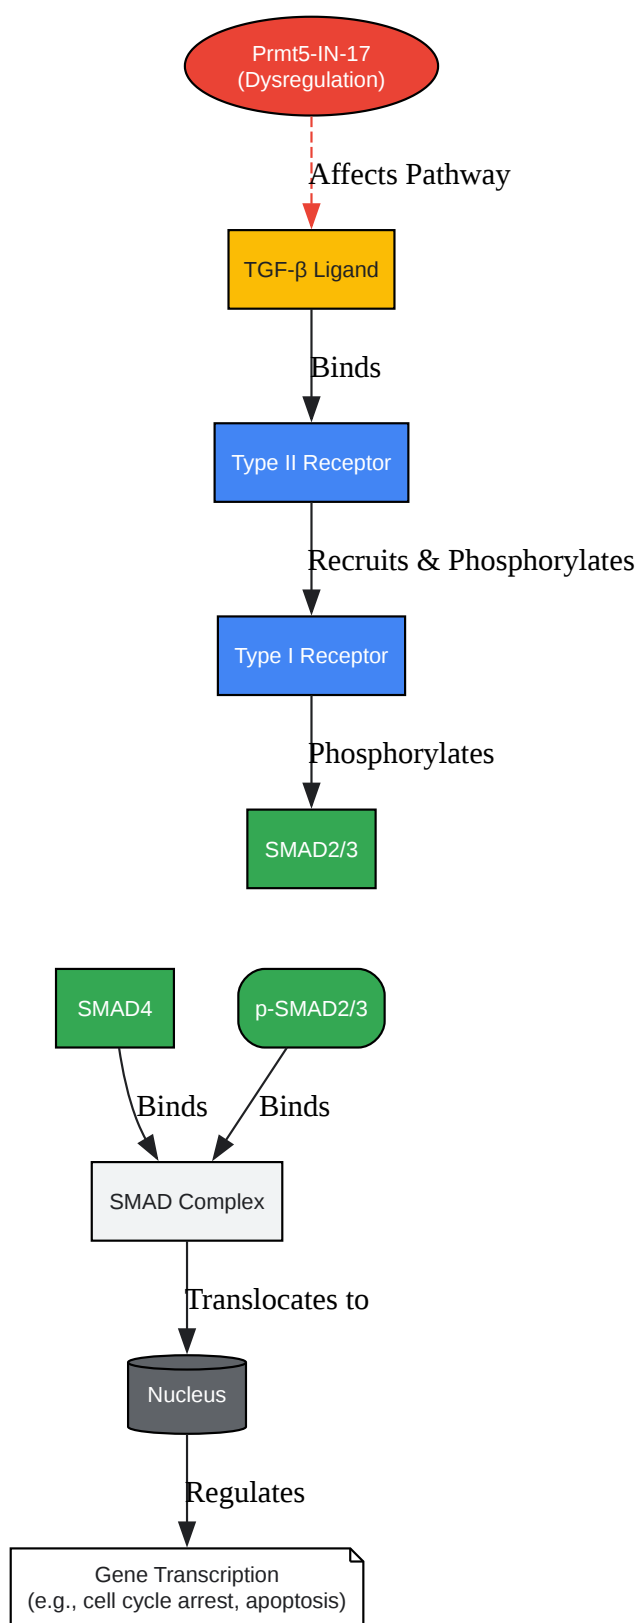 Prmt5-IN-17
(Dysregulation)
Affects Pathway
TGF-β Ligand
Binds
Type II Receptor
Recruits & Phosphorylates
Type I Receptor
Phosphorylates
SMAD2/3
SMAD4
p-SMAD2/3
Binds
Binds
SMAD Complex
Translocates to
Nucleus
Regulates
Gene Transcription
(e.g., cell cycle arrest, apoptosis)